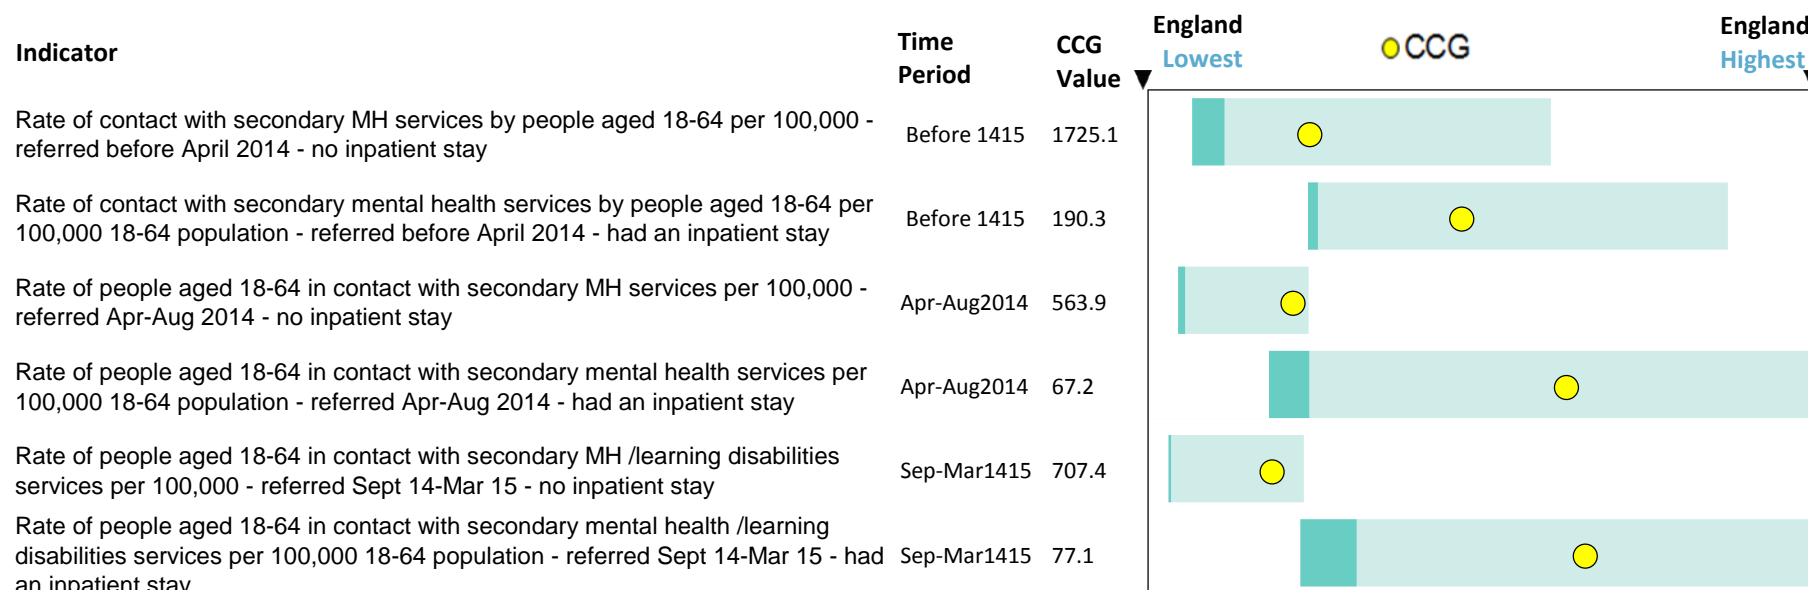 Indicator
Time Period
CCG Value
England Lowest
CCG
England Highest
Rate of contact with secondary MH services by people aged 18-64 per 100,000 -
referred before April 2014 - no inpatient stay
Before 1415
1725.1
Rate of contact with secondary mental health services by people aged 18-64 per
100,000 18-64 population - referred before April 2014 - had an inpatient stay
Before 1415
190.3
Rate of people aged 18-64 in contact with secondary MH services per 100,000 -
referred Apr-Aug 2014 - no inpatient stay
Apr-Aug2014
563.9
Rate of people aged 18-64 in contact with secondary mental health services per
100,000 18-64 population - referred Apr-Aug 2014 - had an inpatient stay
Apr-Aug2014
67.2
Rate of people aged 18-64 in contact with secondary MH /learning disabilities
services per 100,000 - referred Sept 14-Mar 15 - no inpatient stay
Sep-Mar1415
707.4
Rate of people aged 18-64 in contact with secondary mental health /learning
disabilities services per 100,000 18-64 population - referred Sept 14-Mar 15 - had
an inpatient stay
Sep-Mar1415
77.1